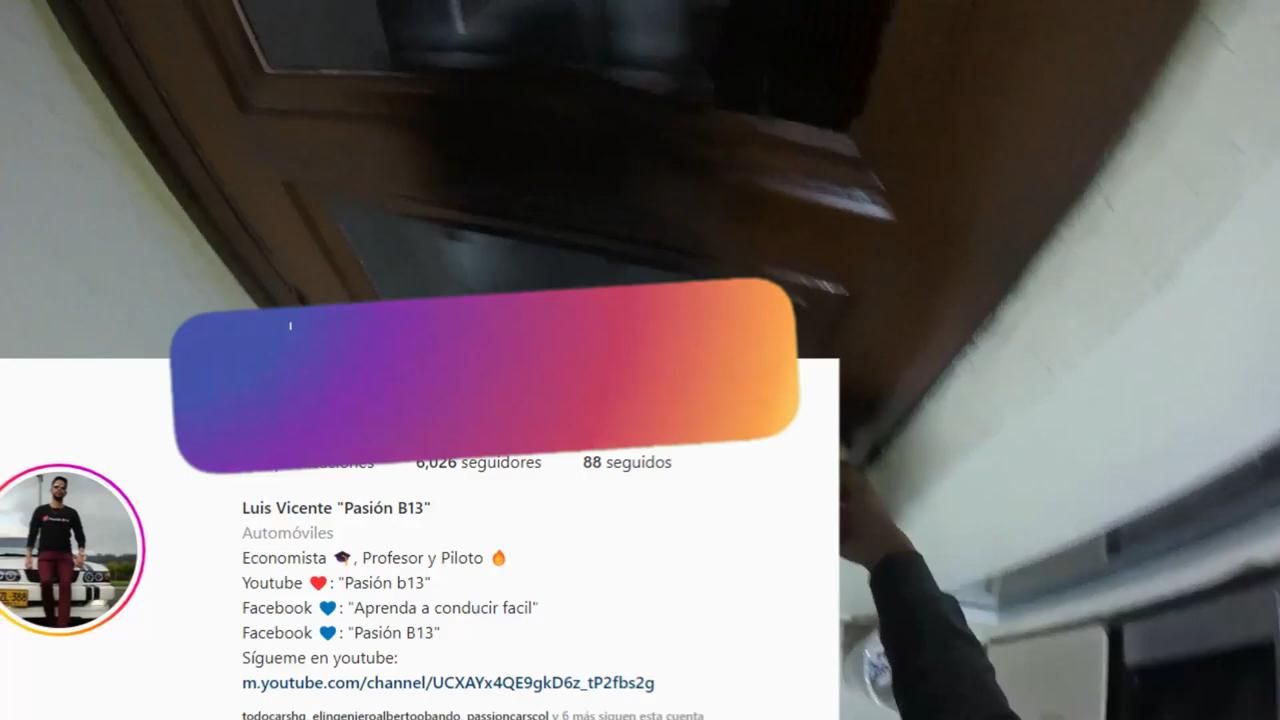 6,026 seguidores 88 seguidos
Luis Vicente "Pasión B13"
Automóviles
Economista 🎓, Profesor y Piloto 🔥
Youtube ❤️: "Pasión b13"
Facebook 💙: "Aprenda a conducir facil"
Facebook 💙: "Pasión B13"
Sígueme en youtube:
m.youtube.com/channel/UCXAYx4QE9gkD6z_tP2fbs2g
todocarshq, elingenieroalbertoobando, passioncarscol y 6 más siguen esta cuenta